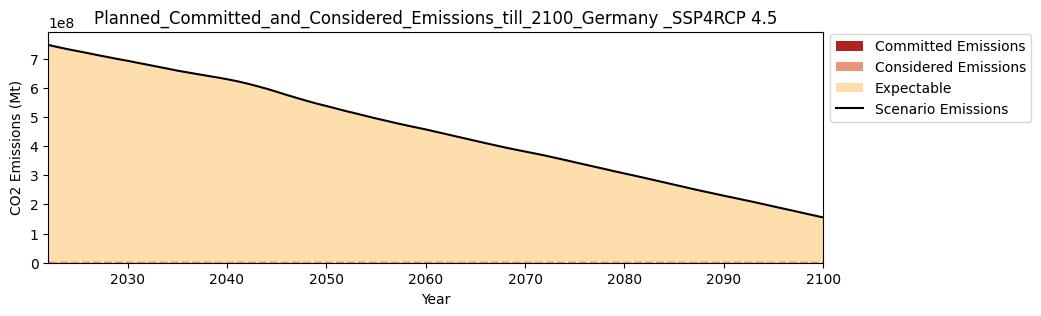 Planned_Committed_and_Considered_Emissions_till_2100_Germany _SSP4RCP 4.5
1e8
7
6
5
4
3
2
1
0
CO2 Emissions (Mt)
2030 2040 2050 2060 2070 2080 2090 2100
Year
Committed Emissions
Considered Emissions
Expectable
Scenario Emissions